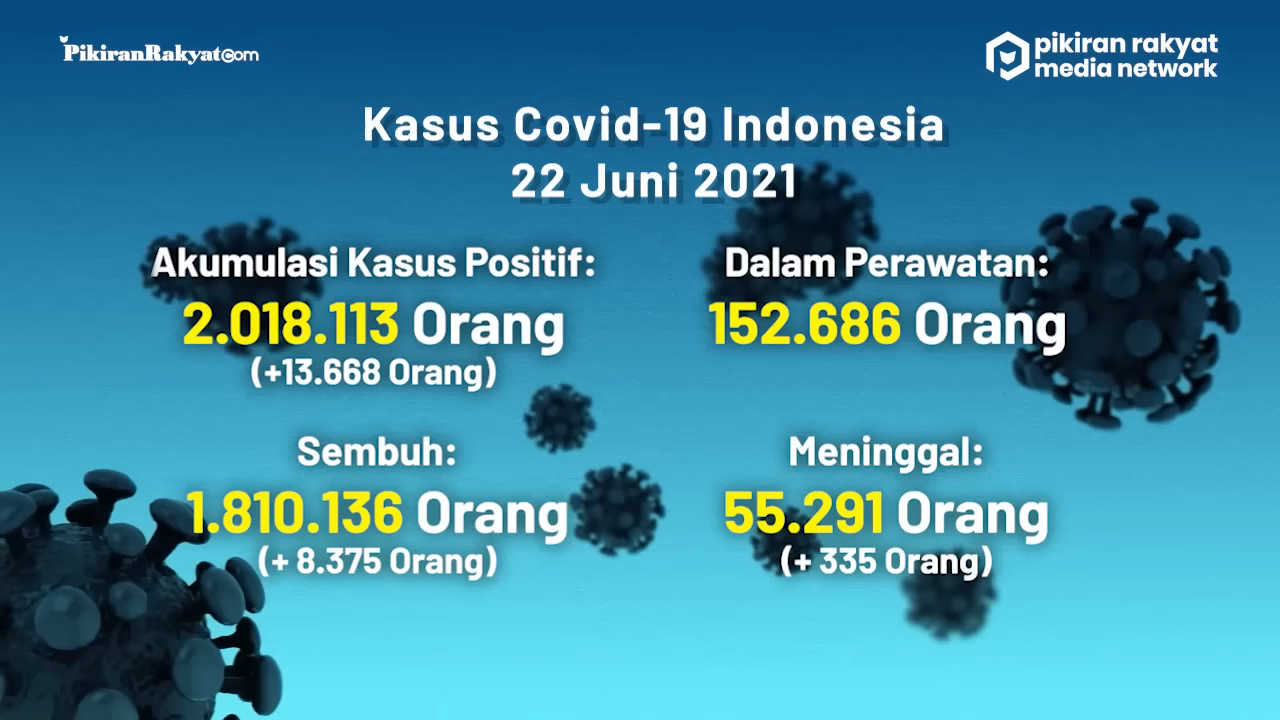 PikiranRakyatcom
pikiran rakyat
media network
Kasus Covid-19 Indonesia
22 Juni 2021
Akumulasi Kasus Positif:
2.018.113 Orang
(+13.668 Orang)
Dalam Perawatan:
152.686 Orang
Sembuh:
1.810.136 Orang
(+ 8.375 Orang)
Meninggal:
55.291 Orang
(+ 335 Orang)